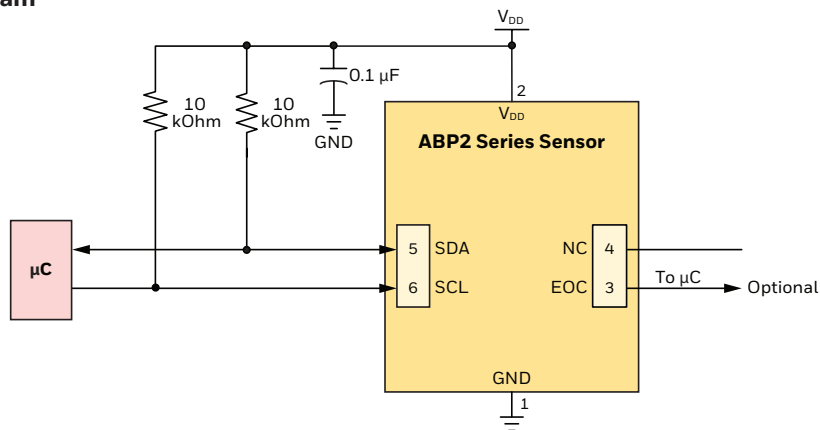 am
VDD
2
VDD
0.1 µF
10
kOhm
10
kOhm
GND
ABP2 Series Sensor
µC
5 SDA
6 SCL
NC 4
EOC 3
To µC
Optional
GND
1